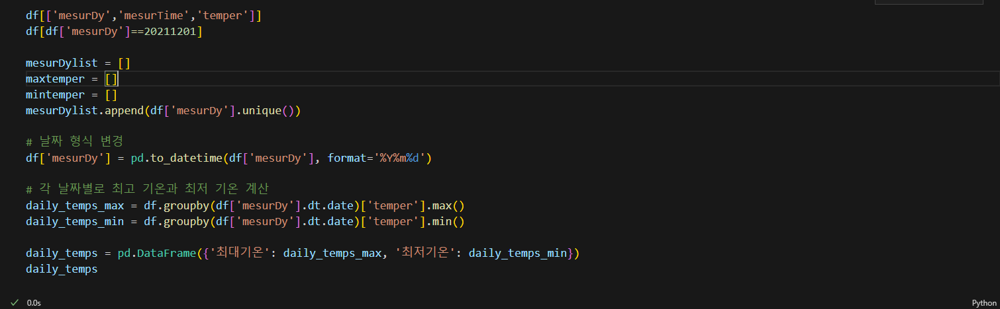 df[['mesurDy','mesurTime','temper']]
df[df['mesurDy']==20211201]
mesurDylist = []
maxtemper = []
mintemper = []
mesurDylist.append(df['mesurDy'].unique())
# 날짜 형식 변경
df['mesurDy'] = pd.to_datetime(df['mesurDy'], format='%Y%m%d')
# 각 날짜별로 최고 기온과 최저 기온 계산
daily_temps_max = df.groupby(df['mesurDy'].dt.date)['temper'].max()
daily_temps_min = df.groupby(df['mesurDy'].dt.date)['temper'].min()
daily_temps = pd.DataFrame({'최대기온': daily_temps_max, '최저기온': daily_temps_min})
daily_temps
0.0s
Python